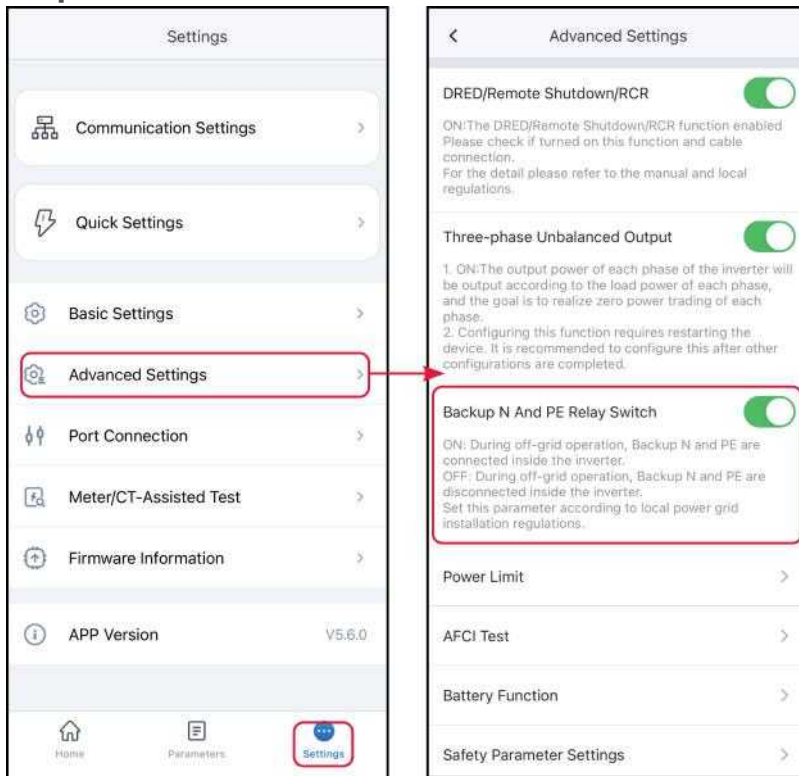 Settings
Communication Settings
Quick Settings
Basic Settings
Advanced Settings
Port Connection
Meter/CT-Assisted Test
Firmware Information
APP Version V5.6.0
Home Parameters Settings
Advanced Settings
DRED/Remote Shutdown/RCR
ON:The DRED/Remote Shutdown/RCR function enabled
Please check if turned on this function and cable
connection.
For the detail please refer to the manual and local
regulations.
Three-phase Unbalanced Output
1. ON:The output power of each phase of the inverter will
be output according to the load power of each phase,
and the goal is to realize zero power trading of each
phase.
2. Configuring this function requires restarting the
device. It is recommended to configure this after other
configurations are completed.
Backup N And PE Relay Switch
ON: During off-grid operation, Backup N and PE are
connected inside the inverter.
OFF: During off-grid operation, Backup N and PE are
disconnected inside the inverter.
Set this parameter according to local power grid
installation regulations.
Power Limit
AFCI Test
Battery Function
Safety Parameter Settings